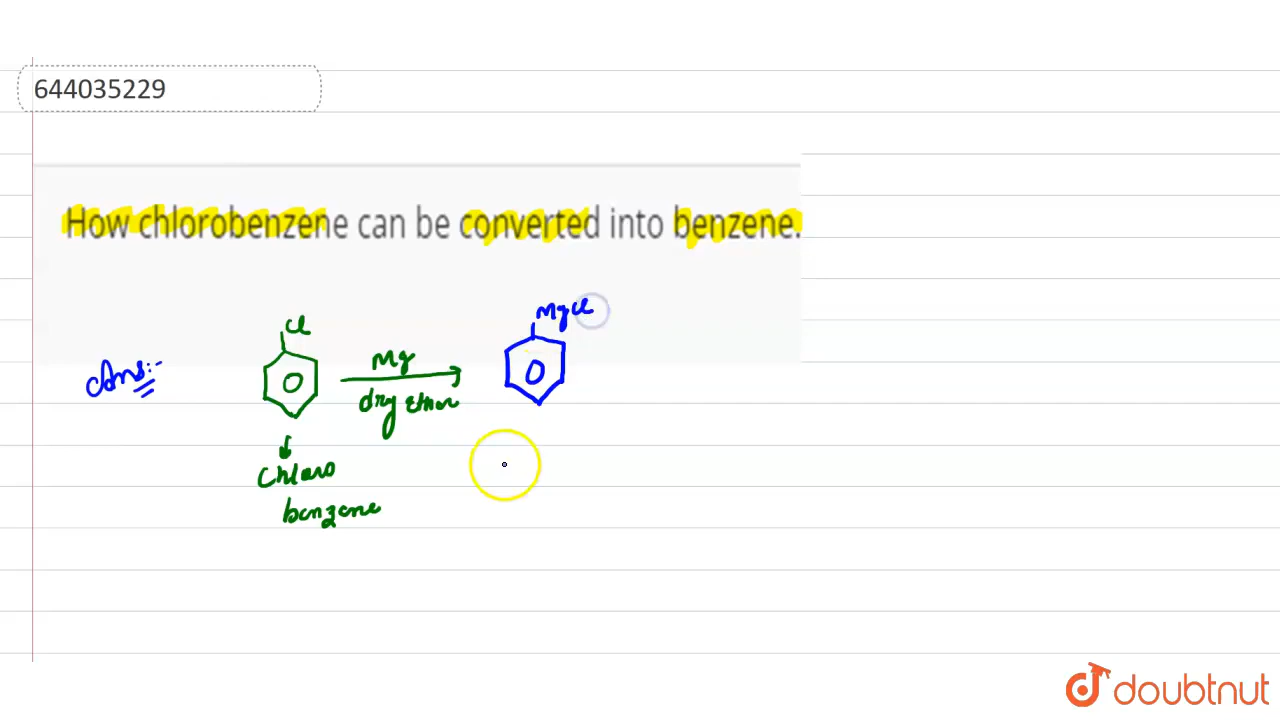 644035229
How chlorobenzene can be converted into benzene.
MgCl
Cl
Ans:-
Mg
dry Ether
Chloro
benzene
doubtnut